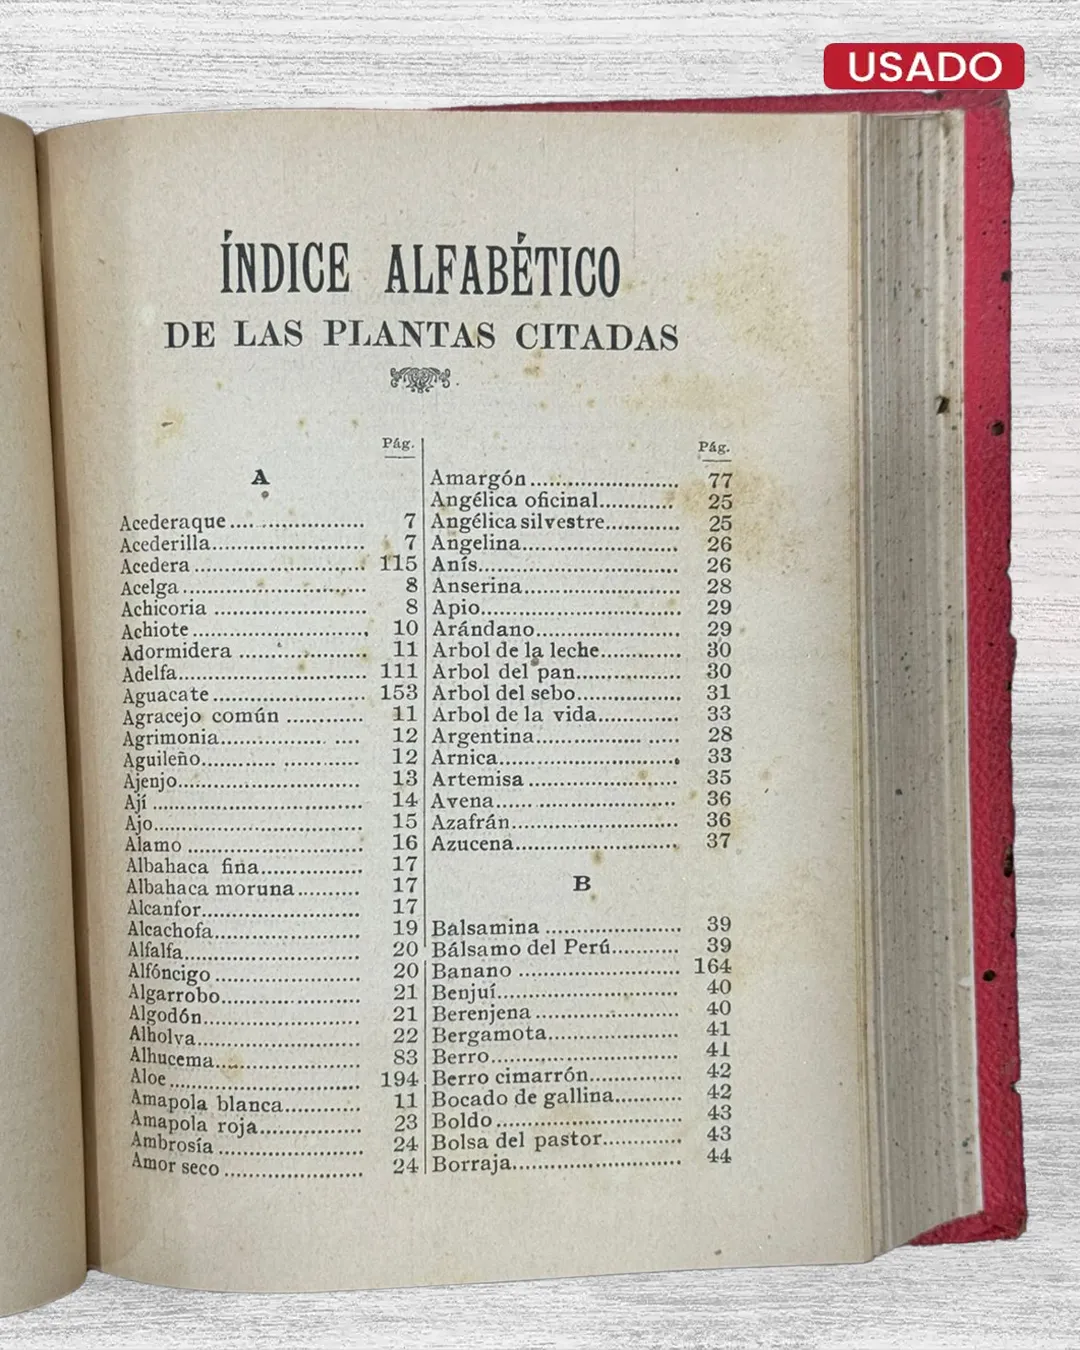 USADO
ÍNDICE ALFABÉTICO
DE LAS PLANTAS CITADAS
Pág.
A
Acederaque 7
Acederilla 7
Acedera 115
Acelga 8
Achicoria 8
Achiote 10
Adormidera 11
Adelfa 111
Aguacate 153
Agracejo común 11
Agrimonia 12
Aguileño 12
Ajenjo 13
Ají 14
Ajo 15
Alamo 16
Albahaca fina 17
Albahaca moruna 17
Alcanfor 17
Alcachofa 19
Alfalfa 20
Alfóncigo 20
Algarrobo 21
Algodón 21
Alholva 22
Alhucema 83
Aloe 194
Amapola blanca 11
Amapola roja 23
Ambrosía 24
Amor seco 24
Pág.
Amargón 77
Angélica oficinal 25
Angélica silvestre 25
Angelina 26
Anís 26
Anserina 28
Apio 29
Arándano 29
Arbol de la leche 30
Arbol del pan 30
Arbol del sebo 31
Arbol de la vida 33
Argentina 28
Arnica 33
Artemisa 35
Avena 36
Azafrán 36
Azucena 37
B
Balsamina 39
Bálsamo del Perú 39
Banano 164
Benjuí 40
Berenjena 40
Bergamota 41
Berro 41
Berro cimarrón 42
Bocado de gallina 42
Boldo 43
Bolsa del pastor 43
Borraja 44